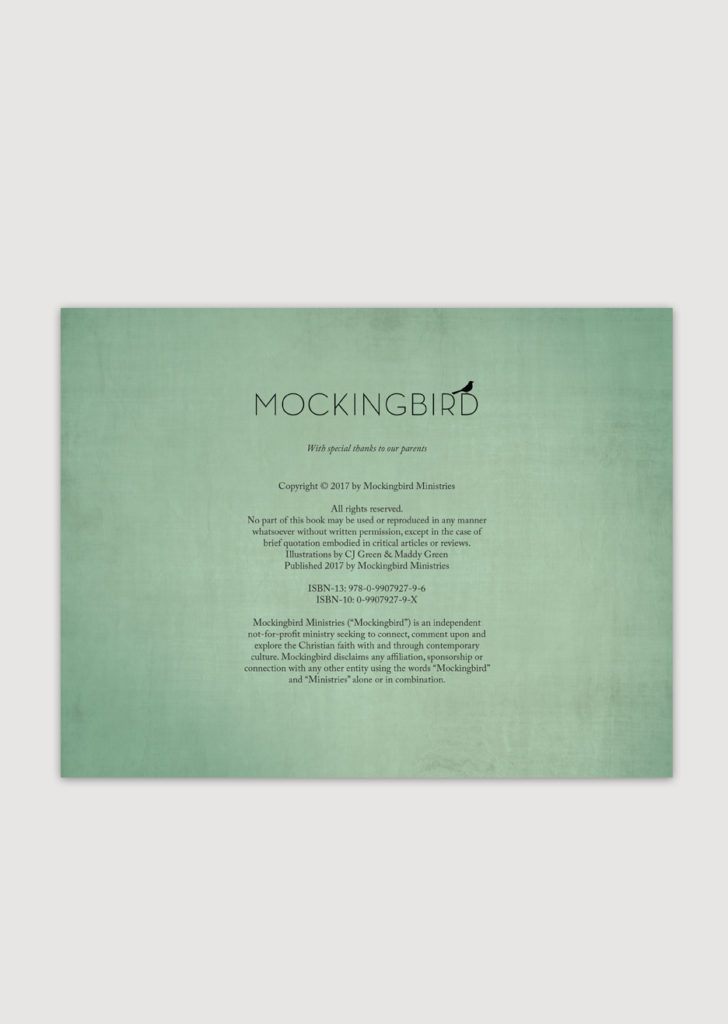 MOCKINGBIRD
With special thanks to our parents
Copyright © 2017 by Mockingbird Ministries
All rights reserved.
No part of this book may be used or reproduced in any manner
whatsoever without written permission, except in the case of
brief quotation embodied in critical articles or reviews.
Illustrations by CJ Green & Maddy Green
Published 2017 by Mockingbird Ministries
ISBN-13: 978-0-9907927-9-6
ISBN-10: 0-9907927-9-X
Mockingbird Ministries (“Mockingbird”) is an independent
not-for-profit ministry seeking to connect, comment upon and
explore the Christian faith with and through contemporary
culture. Mockingbird disclaims any affiliation, sponsorship or
connection with any other entity using the words “Mockingbird”
and “Ministries” alone or in combination.